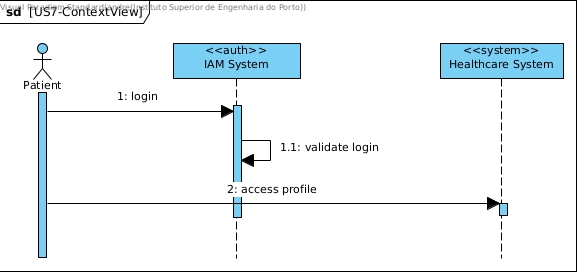 Visual Paradigm Standard(andre(Instituto Superior de Engenharia do Porto))
sd [US7-ContextView]
<<auth>>
IAM System
<<system>>
Healthcare System
Patient
1: login
1.1: validate login
2: access profile